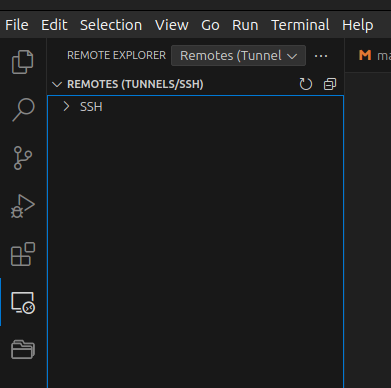 File Edit Selection View Go Run Terminal Help
REMOTE EXPLORER Remotes (Tunnel
REMOTES (TUNNELS/SSH)
SSH
ma